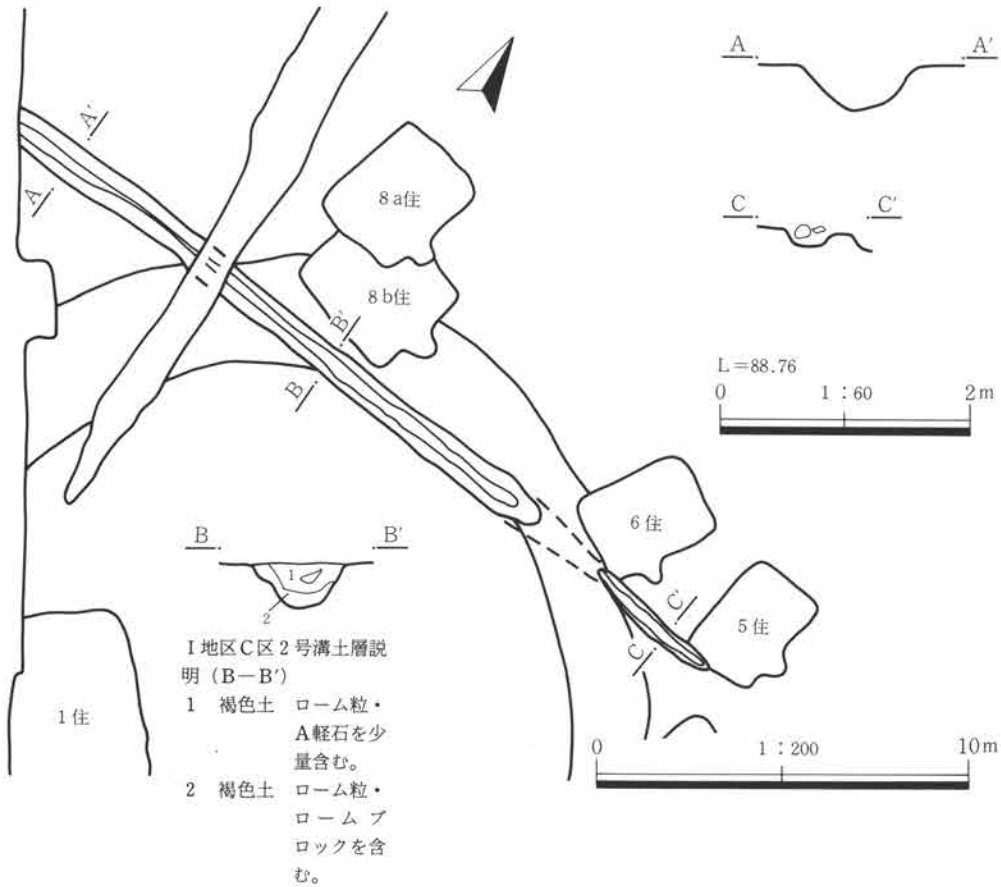 A A'
A'
A
8a住
C C'
8b住
B'
B
L=88.76
0 1:60 2m
6住
B B'
C'
C
5住
1
2
I地区C区2号溝土層説
明（B―B'）
1 褐色土 ローム粒・
A軽石を少
量含む。
2 褐色土 ローム粒・
ロームブ
ロックを含
む。
1住
0 1:200 10m